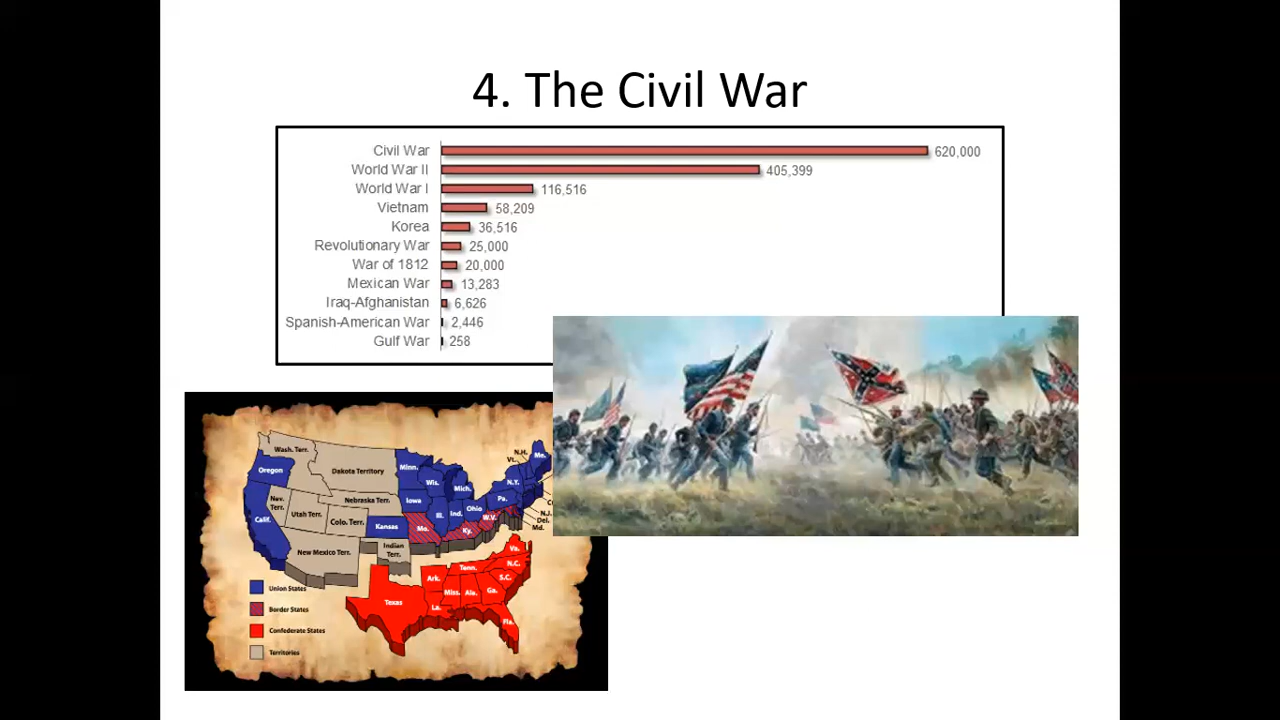 4. The Civil War
Civil War 620,000
World War II 405,399
World War I 116,516
Vietnam 58,209
Korea 36,516
Revolutionary War 25,000
War of 1812 20,000
Mexican War 13,283
Iraq-Afghanistan 6,626
Spanish-American War 2,446
Gulf War 258
Wash. Terr.
Oregon
Dakota Territory
Minn.
N.H.
Vt.
Me.
Wis.
Mich.
N.Y.
Nev.
Terr.
Nebraska Terr.
Iowa
Pa.
Calif.
Utah Terr.
Colo. Terr.
Kansas
Mo.
Ill.
Ind.
Ohio
W.V.
Ky.
N.J.
Del.
Md.
New Mexico Terr.
Indian
Terr.
Va.
Tenn.
N.C.
Ark.
S.C.
Texas
Miss.
Ala.
Ga.
La.
Fla.
Union States
Border States
Confederate States
Territories